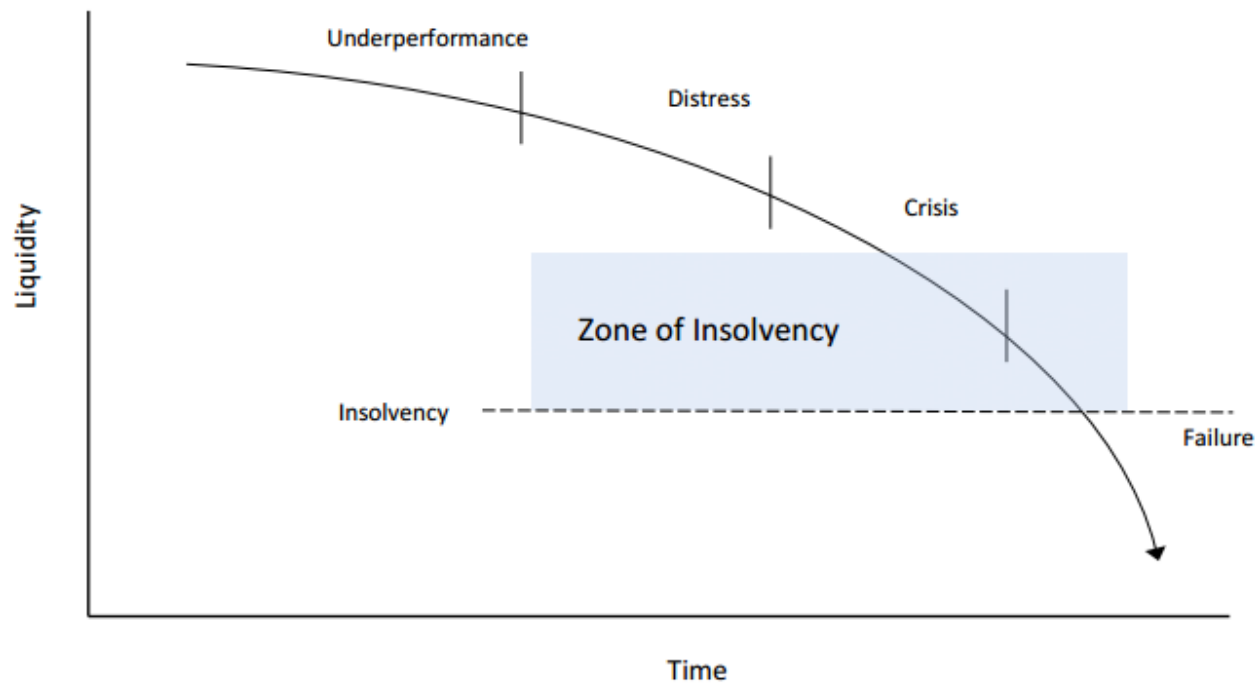 Underperformance
Distress
Crisis
Liquidity
Zone of Insolvency
Insolvency
Failure
Time